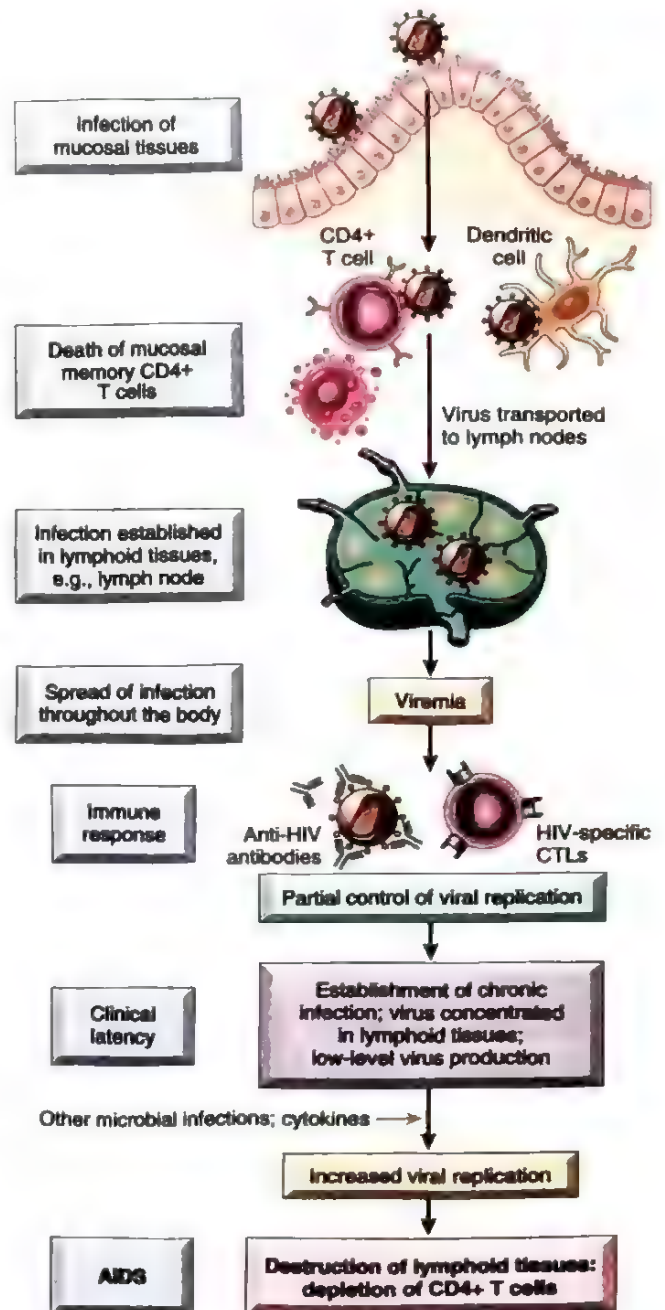 Infection of
mucosal tissues
CD4+
T cell
Dendritic
cell
Death of mucosal
memory CD4+
T cells
Virus transported
to lymph nodes
Infection established
in lymphoid tissues,
e.g., lymph node
Spread of infection
throughout the body
Viremia
Immune
response
Anti-HIV
antibodies
HIV-specific
CTLs
Partial control of viral replication
Clinical
latency
Establishment of chronic
infection; virus concentrated
in lymphoid tissues;
low-level virus production
Other microbial infections; cytokines
Increased viral replication
AIDS
Destruction of lymphoid tissues:
depletion of CD4+ T cells